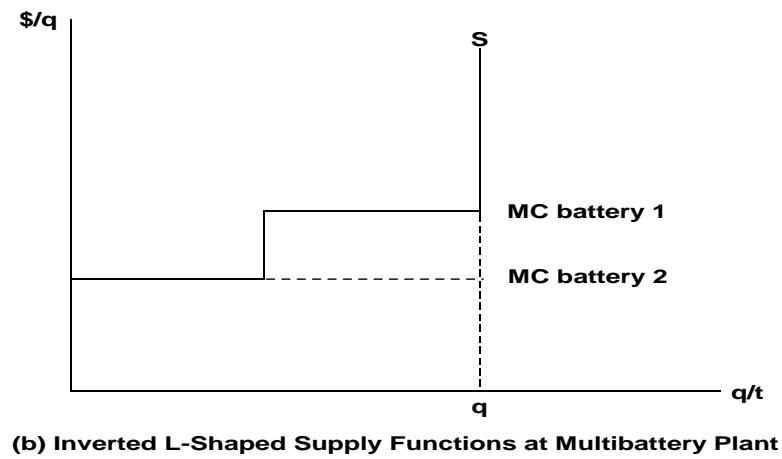 $/q
S
MC battery 1
MC battery 2
q/t
q
(b) Inverted L-Shaped Supply Functions at Multibattery Plant